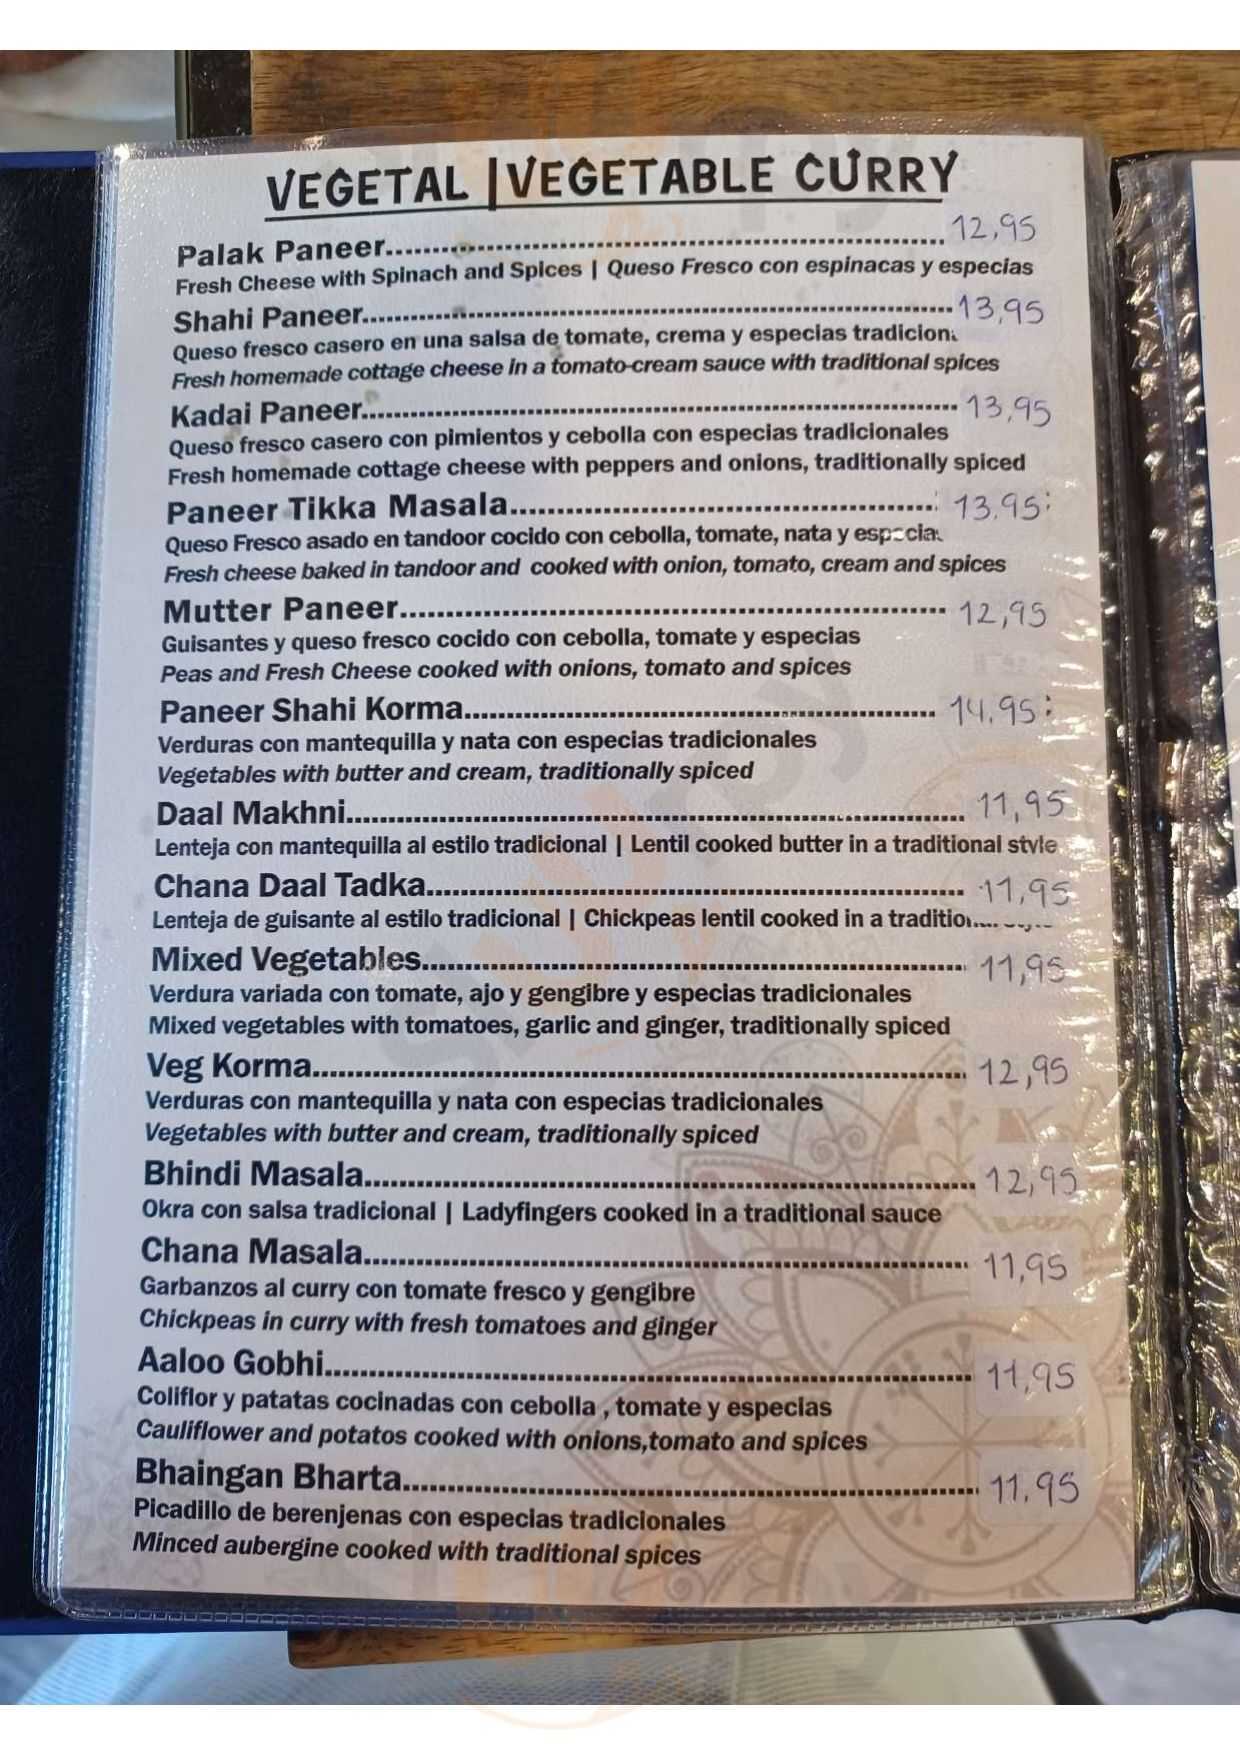 VEGETAL | VEGETABLE CURRY
Palak Paneer................ 12,95
Fresh Cheese with Spinach and Spices | Queso Fresco con espinacas y especias
Shahi Paneer................ 13,95
Queso fresco casero en una salsa de tomate, crema y especias
Fresh homemade cottage cheese in a tomato-cream sauce with traditional spices
Kadai Paneer................ 13,95
Queso fresco casero con pimientos y cebolla con especias tradicionales
Fresh homemade cottage cheese with peppers and onions, traditionally spiced
Paneer Tikka Masala................ 13.95
Queso Fresco asado en tandoor cocido con cebolla, tomate, nata y
Fresh cheese baked in tandoor and cooked with onion, tomato, cream and spices
Mutter Paneer................ 12,95
Guisantes y queso fresco cocido con cebolla, tomate y especias
Peas and Fresh Cheese cooked with onions, tomato and spices
Paneer Shahi Korma................ 14.95
Verduras con mantequilla y nata con especias tradicionales
Vegetables with butter and cream, traditionally spiced
Daal Makhni................ 11,95
Lenteja con mantequilla al estilo tradicional | Lentil cooked butter in a traditional style
Chana Daal Tadka................ 11,95
Lenteja de guisante al estilo tradicional | Chickpeas lentil cooked in a
Mixed Vegetables................ 11,95
Verdura variada con tomate, ajo y gengibre y especias tradicionales
Mixed vegetables with tomatoes, garlic and ginger, traditionally spiced
Veg Korma................ 12,95
Verduras con mantequilla y nata con especias tradicionales
Vegetables with butter and cream, traditionally spiced
Bhindi Masala................ 12,95
Okra con salsa tradicional | Ladyfingers cooked in a traditional sauce
Chana Masala................ 11,95
Garbanzos al curry con tomate fresco y gengibre
Chickpeas in curry with fresh tomatoes and ginger
Aaloo Gobhi................ 11,95
Coliflor y patatas cocinadas con cebolla , tomate y especias
Cauliflower and potatos cooked with onions,tomato and spices
Bhaingan Bharta................ 11.95
Picadillo de berenjenas con especias tradicionales
Minced aubergine cooked with traditional spices